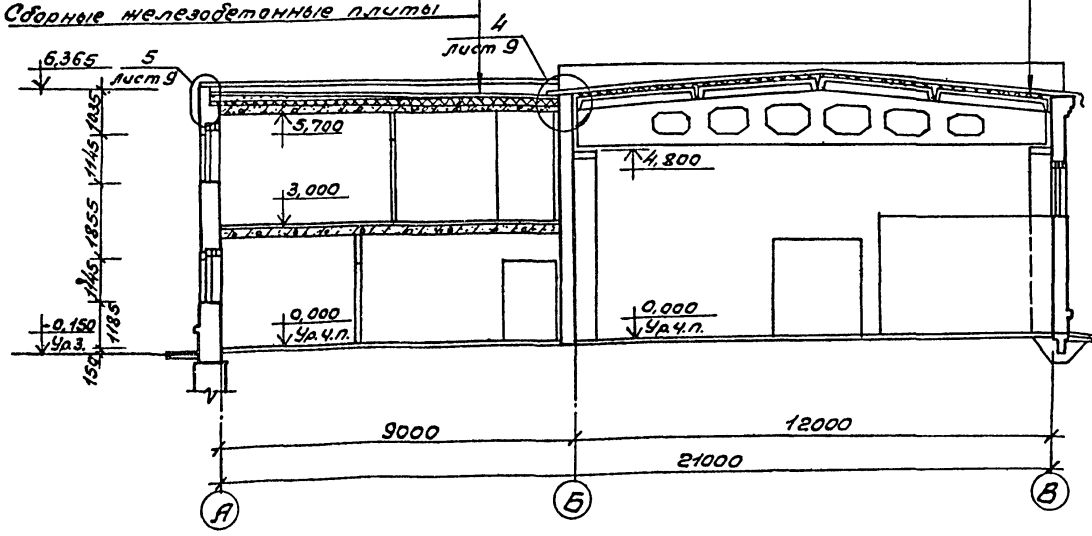 Сборные железобетонные плиты
4
лист 9
6,365
5
лист 9
1035
5,700
4,800
1145
3,000
1855
1145
0,000
Ур.ч.п.
0,000
Ур.ч.п.
-0,150
Ур.з.
1185
150
9000
12000
21000
А
Б
В